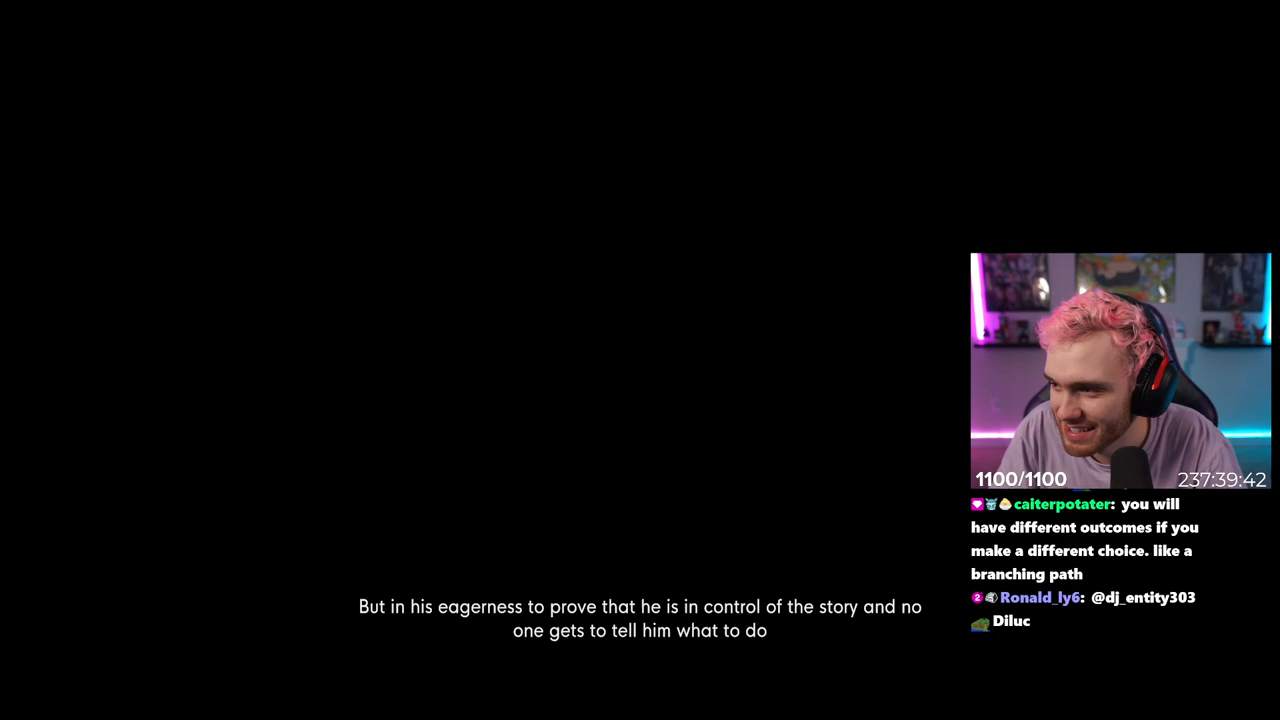 1100/1100
237:39:42
caiterpotater: you will
have different outcomes if you
make a different choice. like a
branching path
2 Ronald_ly6: @dj_entity303
Diluc
But in his eagerness to prove that he is in control of the story and no
one gets to tell him what to do